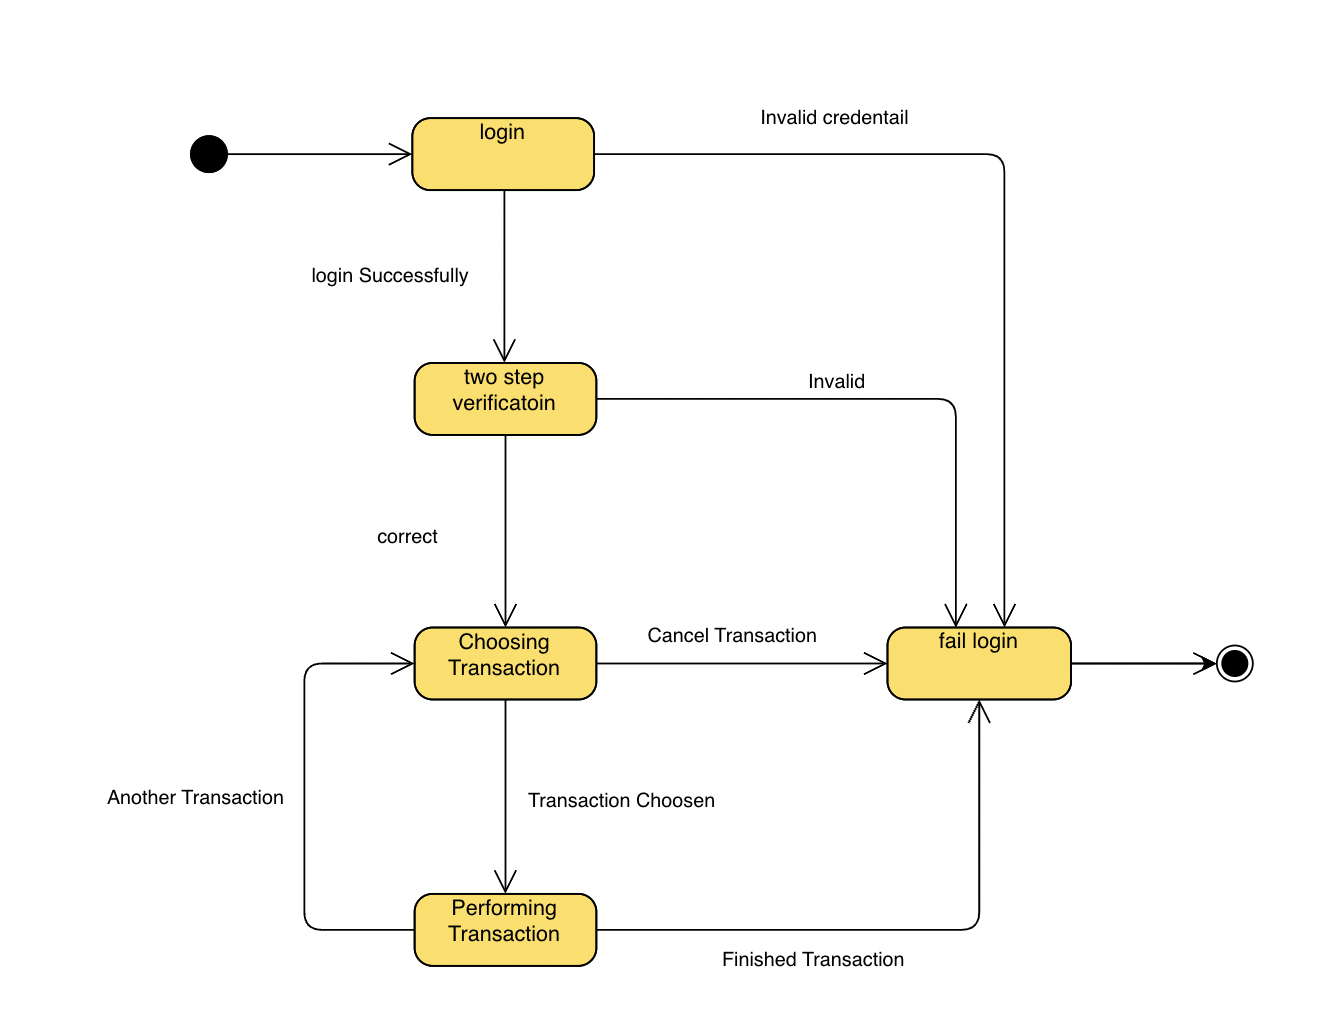 Invalid credentail
login
login Successfully
two step
verificatoin
Invalid
correct
Choosing
Transaction
Cancel Transaction
fail login
Another Transaction
Transaction Choosen
Performing
Transaction
Finished Transaction